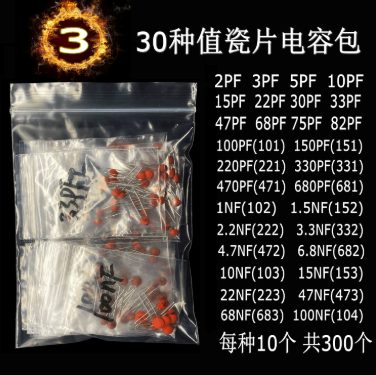 3
30种值瓷片电容包
2PF 3PF 5PF 10PF
15PF 22PF 30PF 33PF
47PF 68PF 75PF 82PF
100PF(101) 150PF(151)
220PF(221) 330PF(331)
470PF(471) 680PF(681)
1NF(102) 1.5NF(152)
2.2NF(222) 3.3NF(332)
4.7NF(472) 6.8NF(682)
10NF(103) 15NF(153)
22NF(223) 47NF(473)
68NF(683) 100NF(104)
每种10个 共300个
33PF